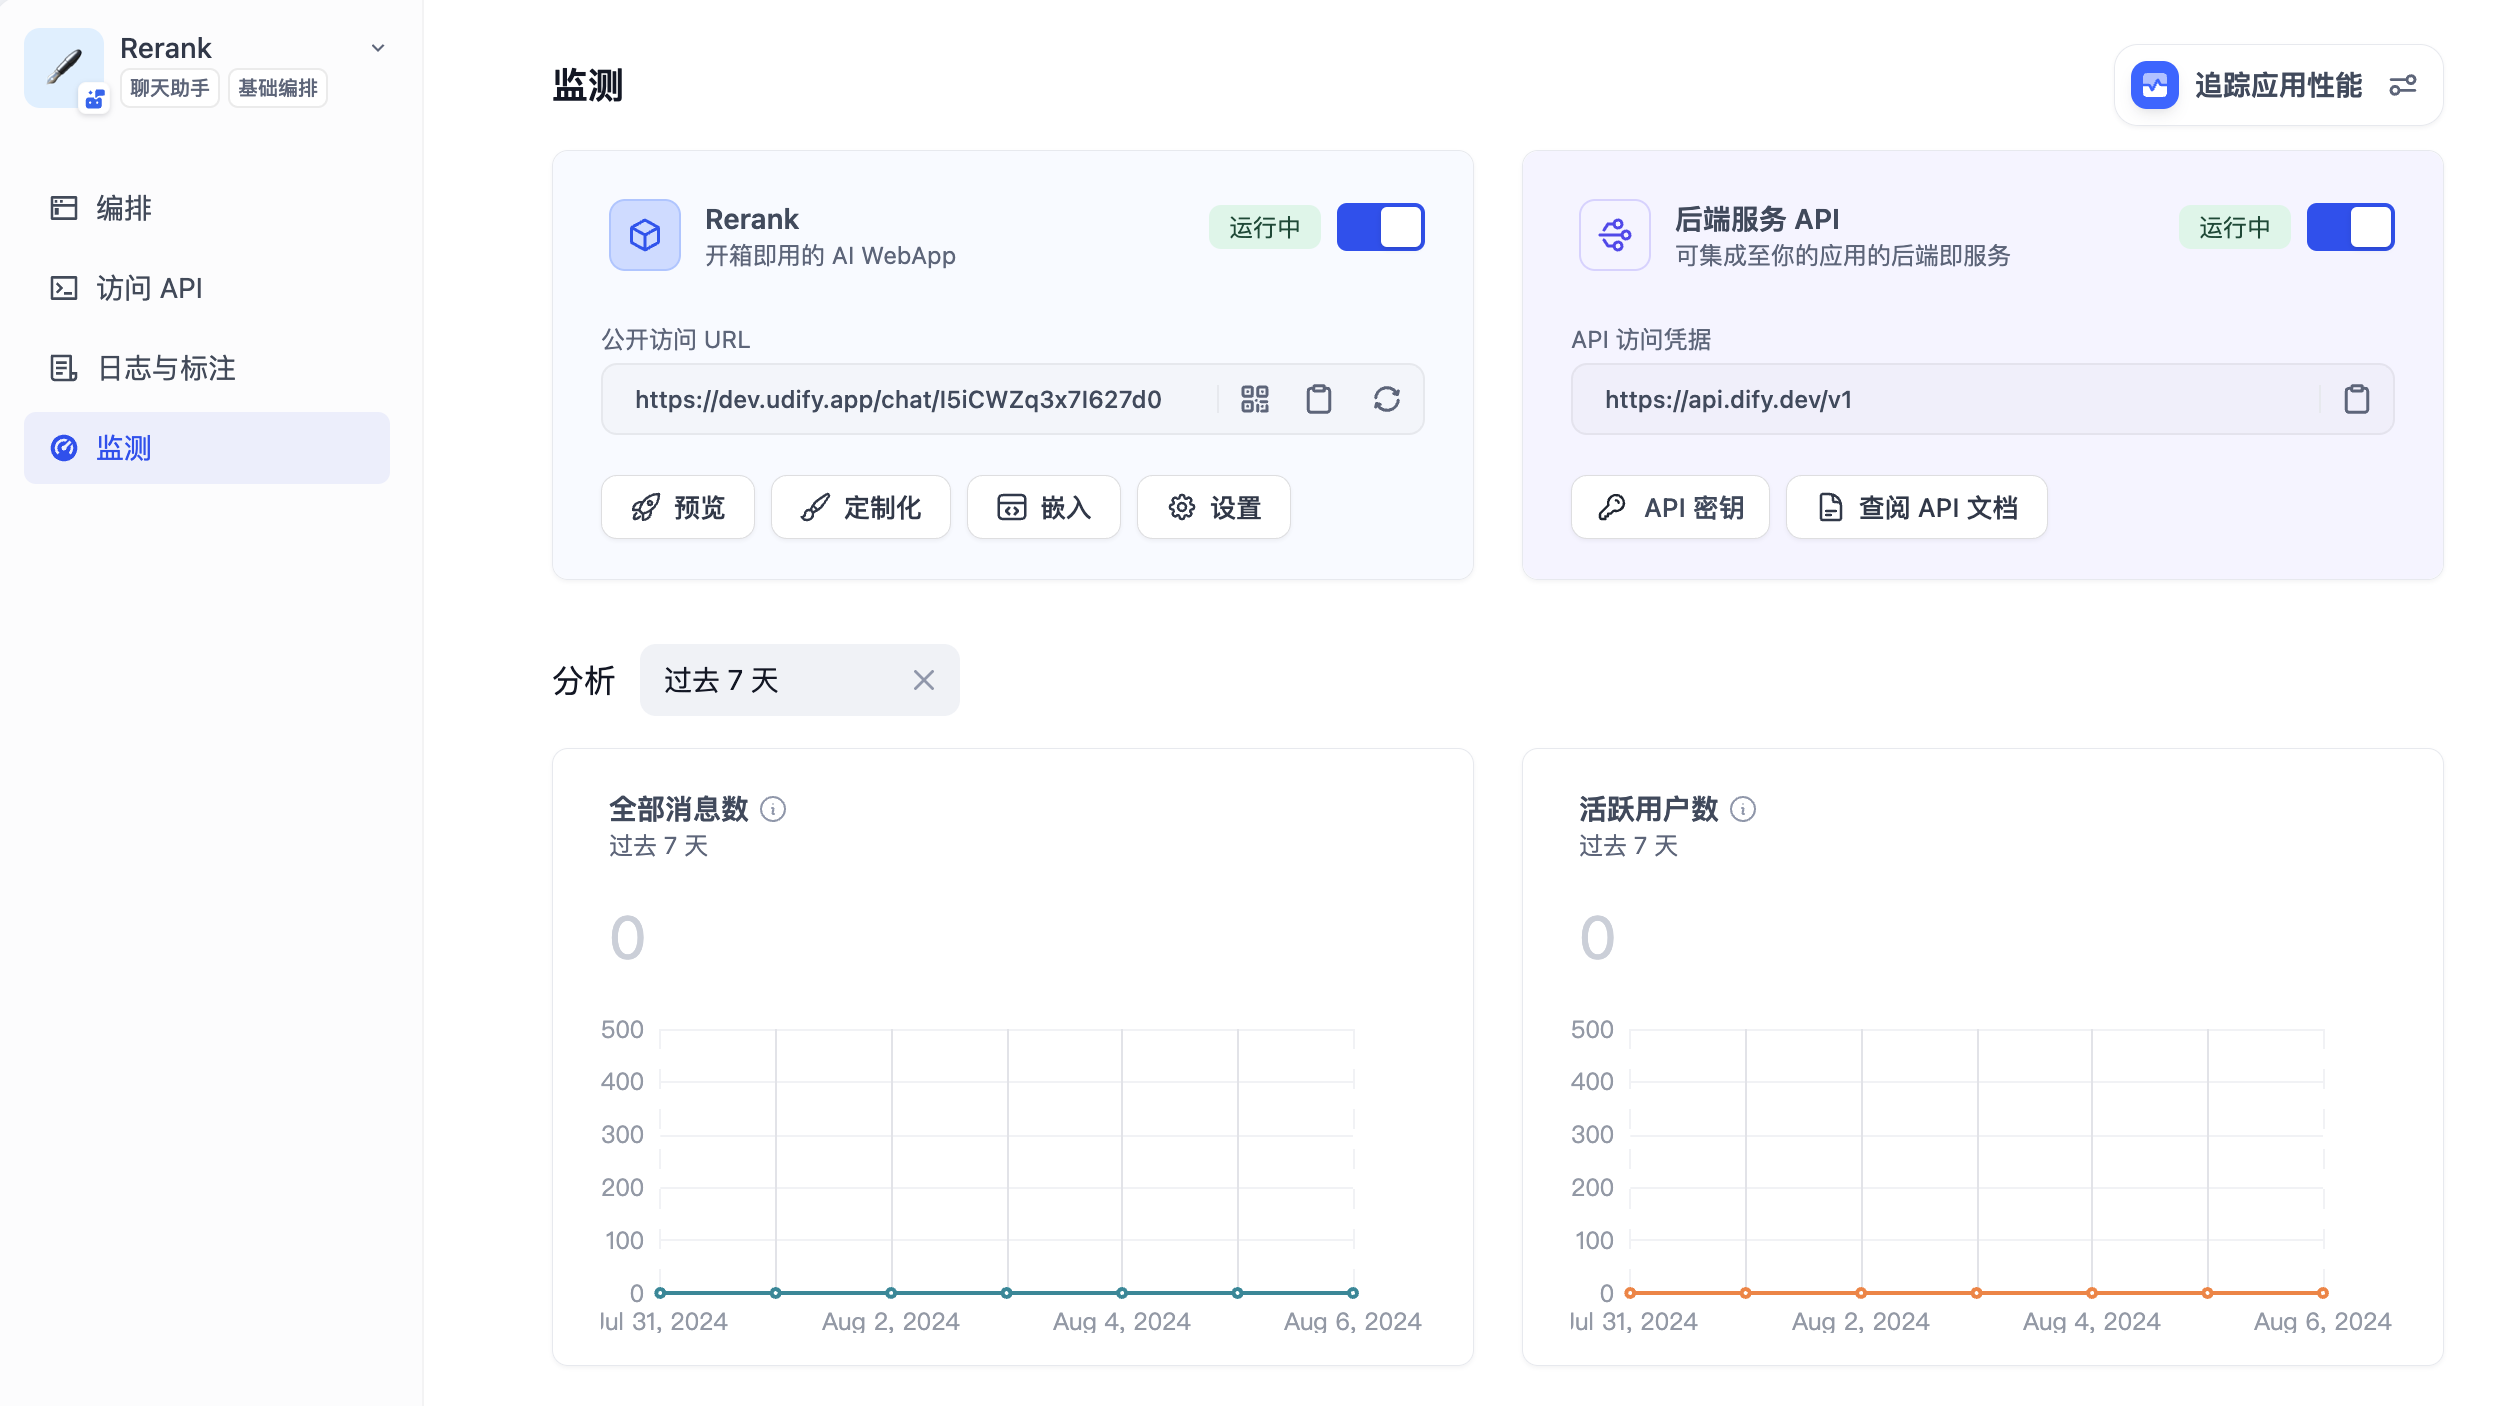 Rerank
聊天助手 基础编排
编排
访问 API
日志与标注
监测
监测
追踪应用性能
Rerank
开箱即用的 AI WebApp
运行中
公开访问 URL
https://dev.udify.app/chat/I5iCWZq3x7I627d0
预览 定制化 嵌入 设置
后端服务 API
可集成至你的应用的后端即服务
运行中
API 访问凭据
https://api.dify.dev/v1
API 密钥 查阅 API 文档
分析 过去 7 天
全部消息数
过去 7 天
0
500
400
300
200
100
0
Jul 31, 2024 Aug 2, 2024 Aug 4, 2024 Aug 6, 2024
活跃用户数
过去 7 天
0
500
400
300
200
100
0
Jul 31, 2024 Aug 2, 2024 Aug 4, 2024 Aug 6, 2024